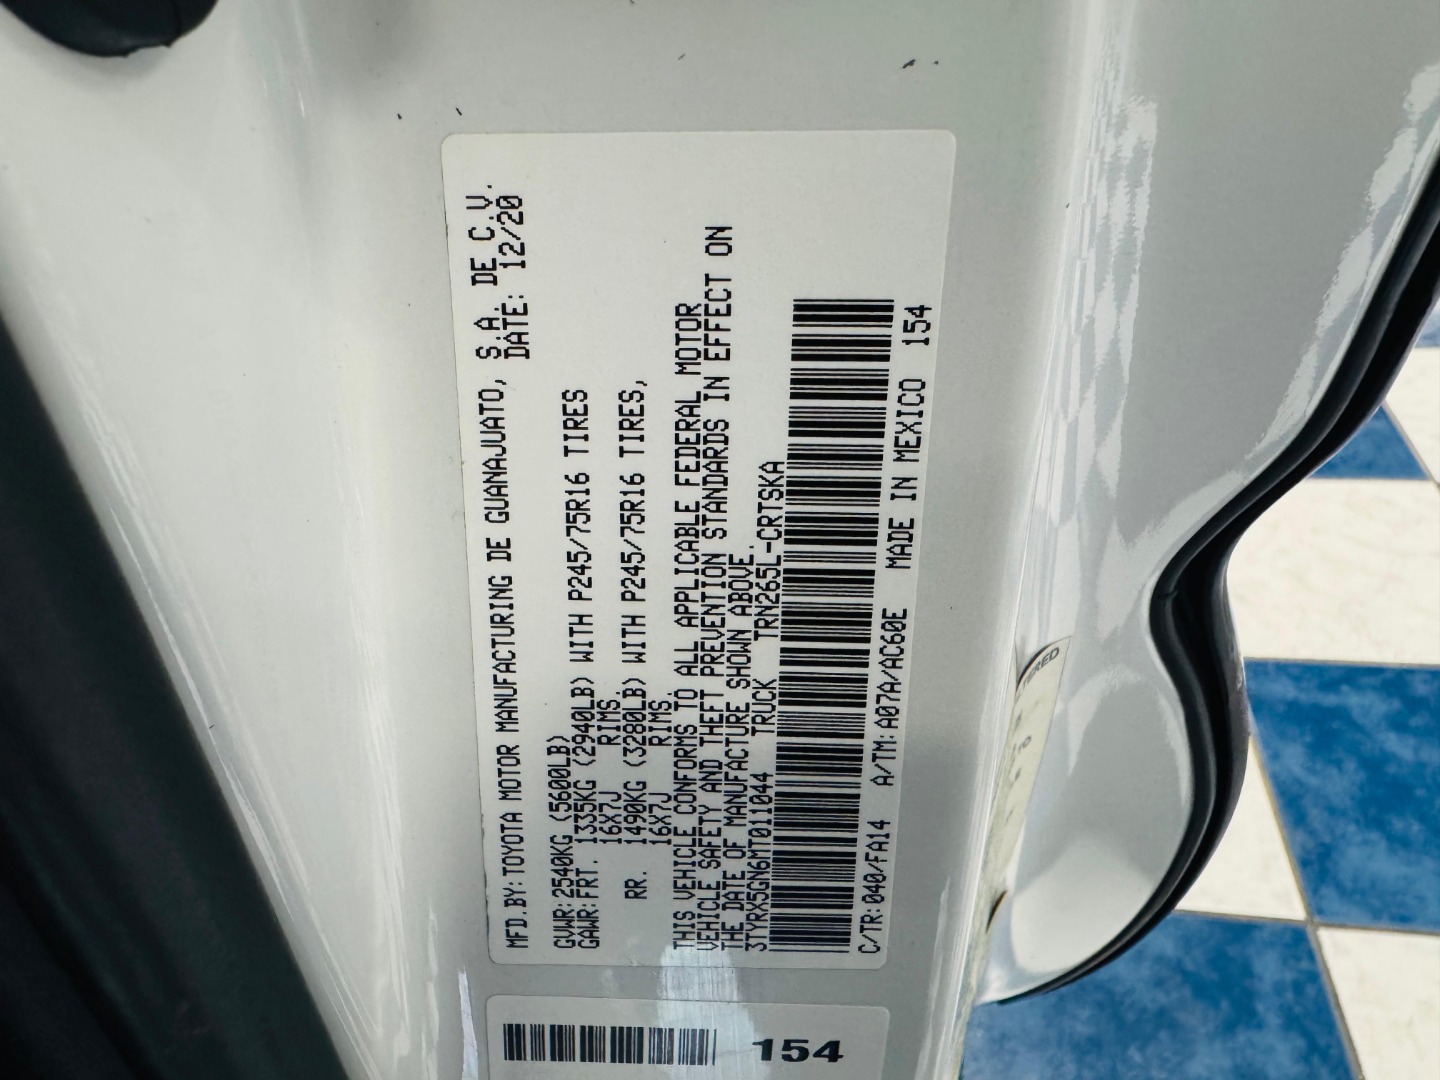 MFD.BY:TOYOTA MOTOR MANUFACTURING DE GUANAJUATO, S.A. DE C.V.
DATE: 12/20
GVWR:2540KG (5600LB)
GAWR:FRT. 1335KG (2940LB) WITH P245/75R16 TIRES
16X7J RIMS
RR. 1490KG (3280LB) WITH P245/75R16 TIRES,
16X7J RIMS.
THIS VEHICLE CONFORMS TO ALL APPLICABLE FEDERAL MOTOR
VEHICLE SAFETY AND THEFT PREVENTION STANDARDS IN EFFECT ON
THE DATE OF MANUFACTURE SHOWN ABOVE.
3TYRX5GN6MT011044 TRUCK TRN265L-CRTSKA
C/TR:040/FA14 A/TM:A07A/AC60E MADE IN MEXICO 154
154